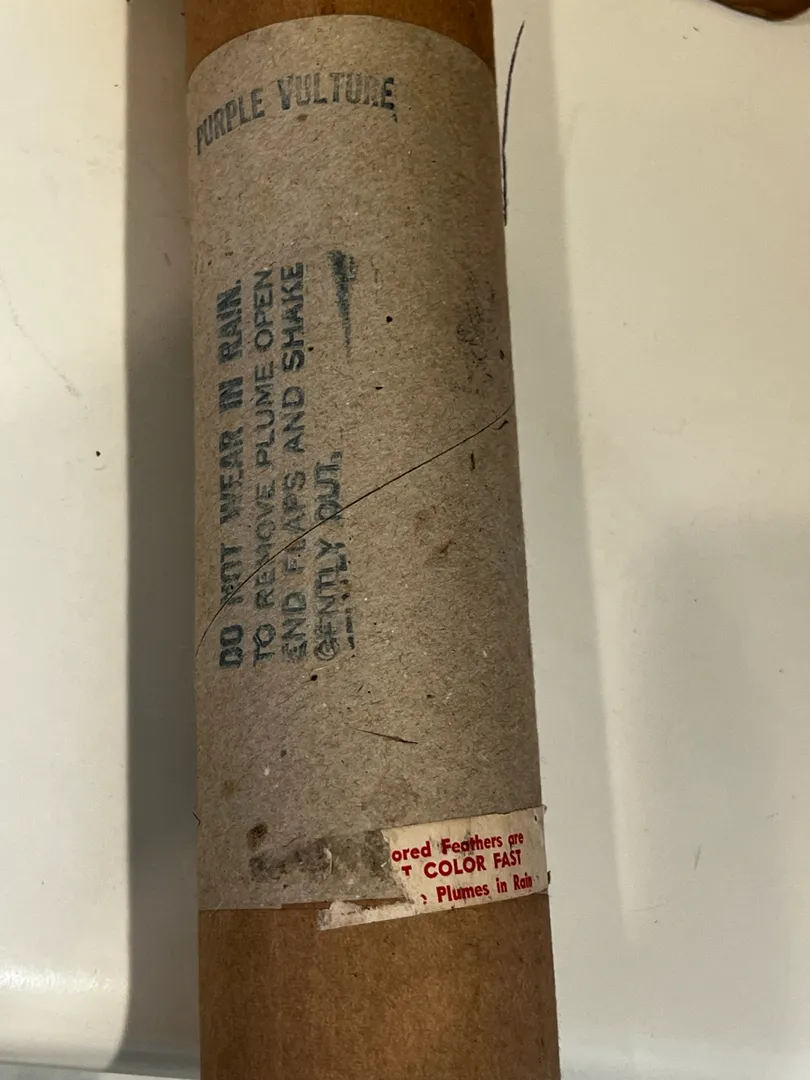 PURPLE VULTURE
DO NOT WEAR IN RAIN.
TO REMOVE PLUME OPEN
END FLAPS AND SHAKE
GENTLY OUT.
ored Feathers are
T COLOR FAST
e Plumes in Rain